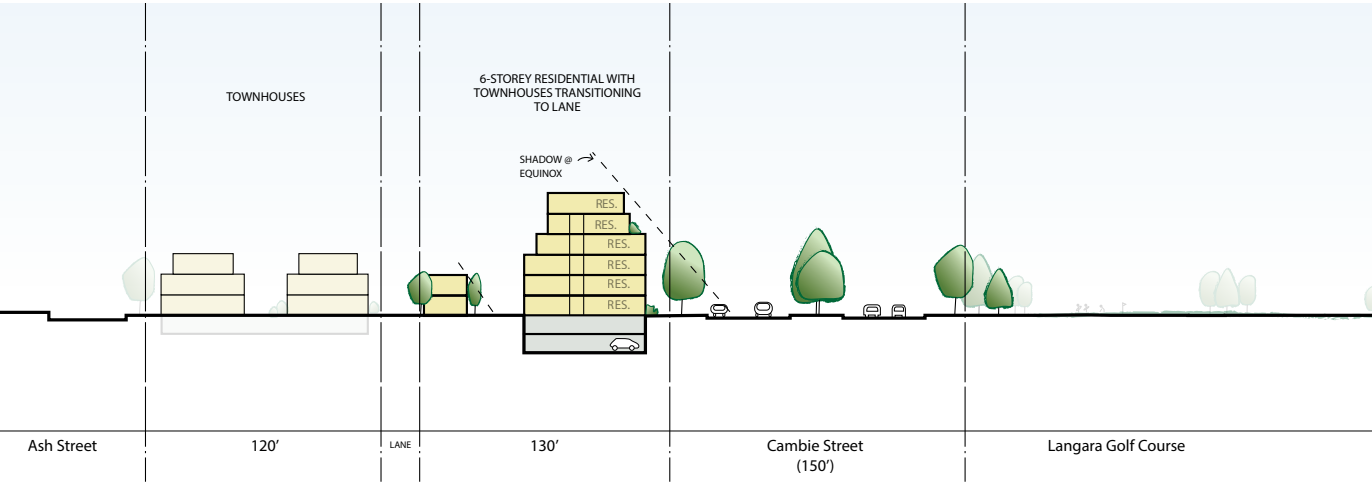 TOWNHOUSES
6-STOREY RESIDENTIAL WITH
TOWNHOUSES TRANSITIONING
TO LANE
SHADOW @
EQUINOX
RES.
RES.
RES.
RES.
RES.
RES.
Ash Street
120’
LANE
130’
Cambie Street
(150’)
Langara Golf Course